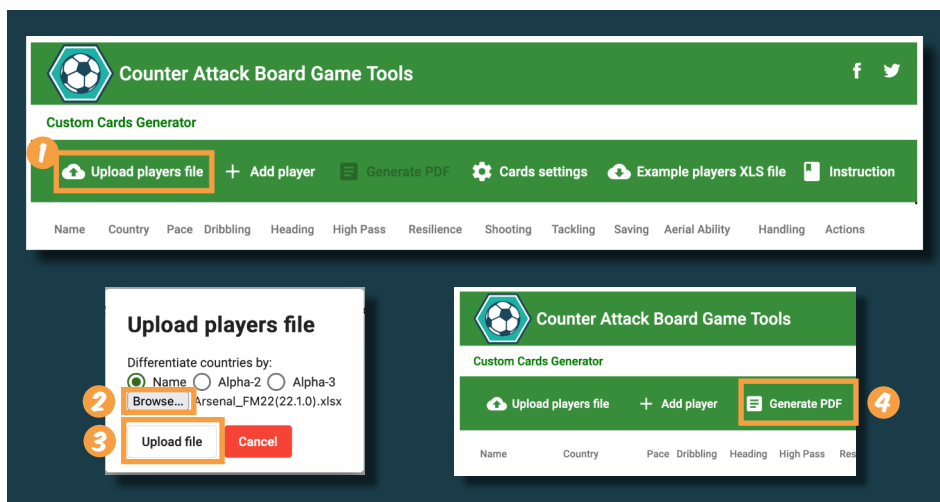 Counter Attack Board Game Tools
f
Custom Cards Generator
1
Upload players file + Add player Generate PDF Cards settings Example players XLS file Instruction
Name Country Pace Dribbling Heading High Pass Resilience Shooting Tackling Saving Aerial Ability Handling Actions
Upload players file
Differentiate countries by:
Name Alpha-2 Alpha-3
2 Browse... Arsenal_FM22(22.1.0).xlsx
3 Upload file Cancel
Counter Attack Board Game Tools
Custom Cards Generator
Upload players file + Add player Generate PDF 4
Name Country Pace Dribbling Heading High Pass Res